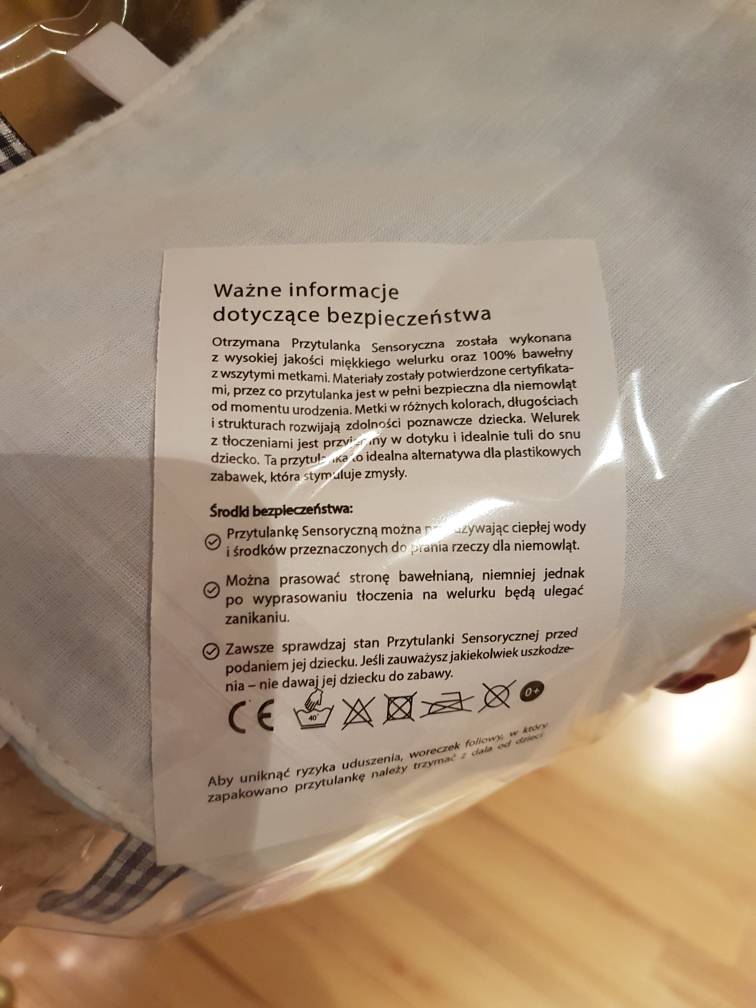 Ważne informacje
dotyczące bezpieczeństwa
Otrzymana Przytulanka Sensoryczna została wykonana
z wysokiej jakości miękkiego welurku oraz 100% bawełny
z wszytymi metkami. Materiały zostały potwierdzone certyfikata-
mi, przez co przytulanka jest w pełni bezpieczna dla niemowląt
od momentu urodzenia. Metki w różnych kolorach, długościach
i strukturach rozwijają zdolności poznawcze dziecka. Welurek
z tłoczeniami jest w dotyku i idealnie tuli do snu
dziecko. Ta to idealna alternatywa dla plastikowych
zabawek, która stymuluje zmysły.
Środki bezpieczeństwa:
Przytulankę Sensoryczną można ciepłej wody
i środków przeznaczonych do prania rzeczy dla niemowląt.
Można prasować stronę bawełnianą, niemniej jednak
po wyprasowaniu tłoczenia na welurku będą ulegać
zanikaniu.
Zawsze sprawdzaj stan Przytulanki Sensorycznej przed
podaniem jej dziecku. Jeśli zauważysz jakiekolwiek uszkodze-
nia – nie dawaj jej dziecku do zabawy.
CE 40° 0+
Aby uniknąć ryzyka uduszenia, woreczek foliowy, w który
zapakowano przytulankę należy trzymać z dala od dzieci